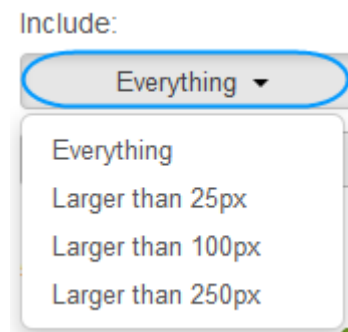 Include:
Everything
Everything
Larger than 25px
Larger than 100px
Larger than 250px